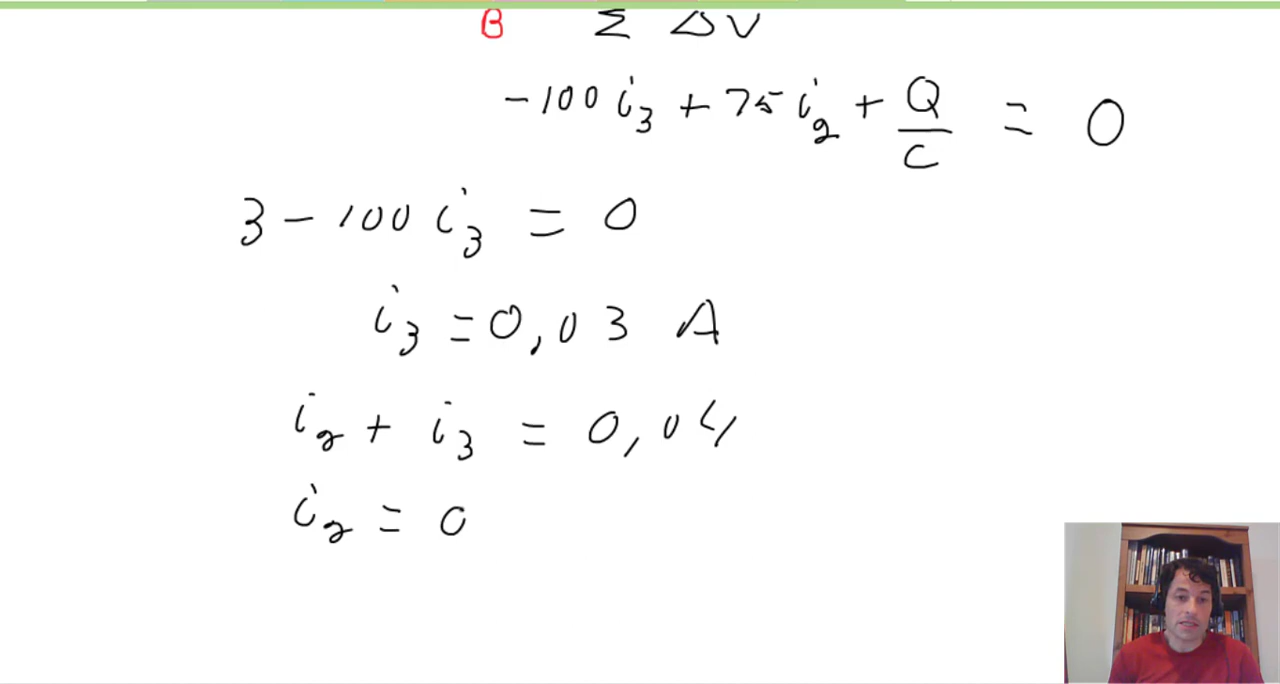 B Σ ΔV
-100 i₃ + 75 i₂ + Q/C = 0
3 - 100 i₃ = 0
i₃ = 0,03 A
i₂ + i₃ = 0,04
i₂ = 0